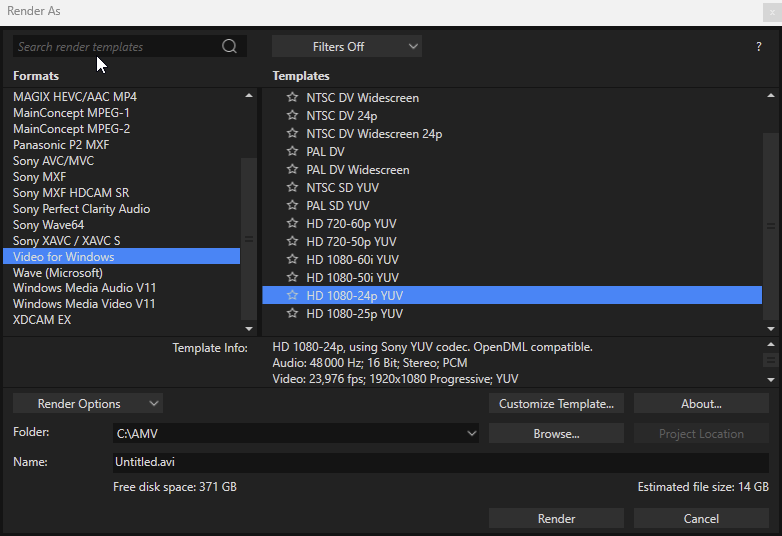 Render As
Search render templates
Filters Off
?
Formats
MAGIX HEVC/AAC MP4
MainConcept MPEG-1
MainConcept MPEG-2
Panasonic P2 MXF
Sony AVC/MVC
Sony MXF
Sony MXF HDCAM SR
Sony Perfect Clarity Audio
Sony Wave64
Sony XAVC / XAVC S
Video for Windows
Wave (Microsoft)
Windows Media Audio V11
Windows Media Video V11
XDCAM EX
Templates
NTSC DV Widescreen
NTSC DV 24p
NTSC DV Widescreen 24p
PAL DV
PAL DV Widescreen
NTSC SD YUV
PAL SD YUV
HD 720-60p YUV
HD 720-50p YUV
HD 1080-60i YUV
HD 1080-50i YUV
HD 1080-24p YUV
HD 1080-25p YUV
Template Info:
HD 1080-24p, using Sony YUV codec. OpenDML compatible.
Audio: 48 000 Hz; 16 Bit; Stereo; PCM
Video: 23,976 fps; 1920x1080 Progressive; YUV
Render Options
Customize Template...
About...
Folder:
C:\AMV
Browse...
Project Location
Name:
Untitled.avi
Free disk space: 371 GB
Estimated file size: 14 GB
Render
Cancel